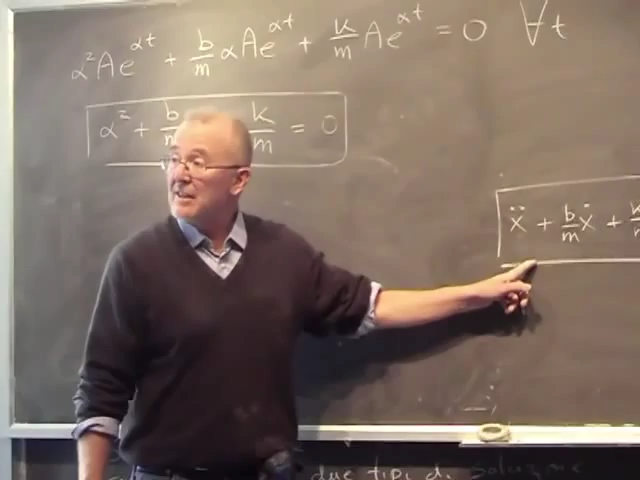 α²Ae^αt + b/m αAe^αt + k/m Ae^αt = 0 ∀t
α² + b/ k/m = 0
ẍ + b/m ẋ +
due tipi di soluzione